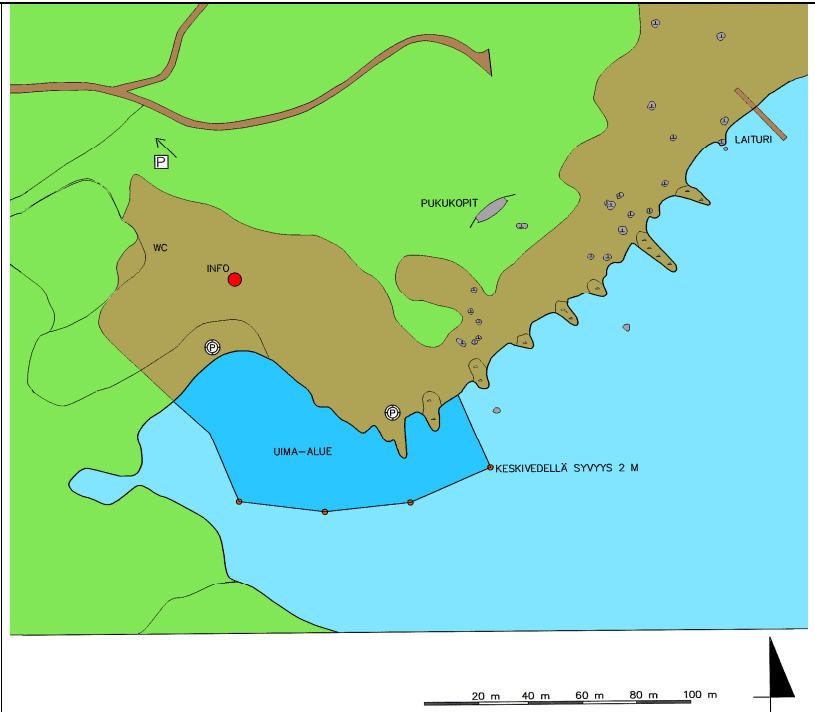 LAITURI
P
PUKUKOPIT
WC
INFO
P
P
UIMA-ALUE
KESKIVEDELLÄ SYVYYS 2 M
20 m 40 m 60 m 80 m 100 m